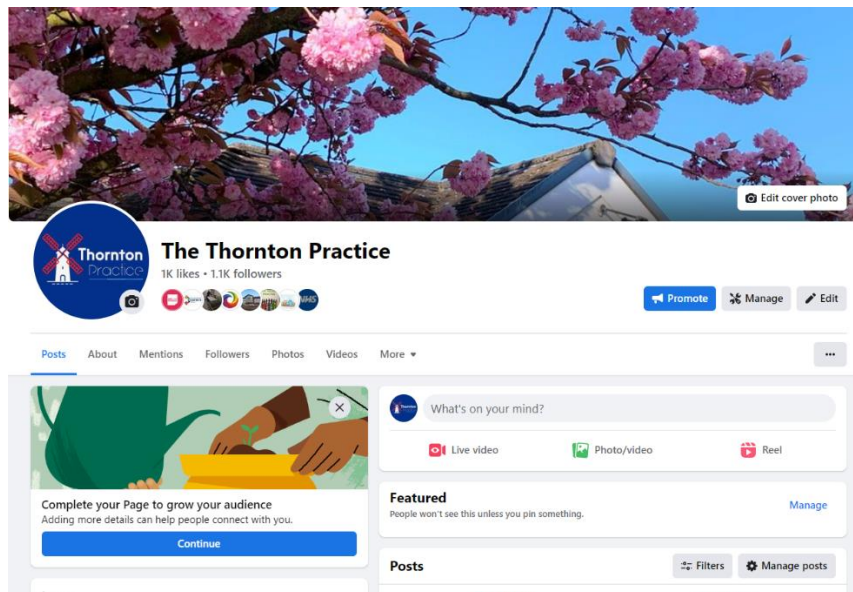 Edit cover photo
Thornton
Practice
The Thornton Practice
1K likes • 1.1K followers
NHS
Promote
Manage
Edit
Posts
About
Mentions
Followers
Photos
Videos
More
Complete your Page to grow your audience
Adding more details can help people connect with you.
Continue
What's on your mind?
Live video
Photo/video
Reel
Featured
Manage
People won't see this unless you pin something.
Posts
Filters
Manage posts